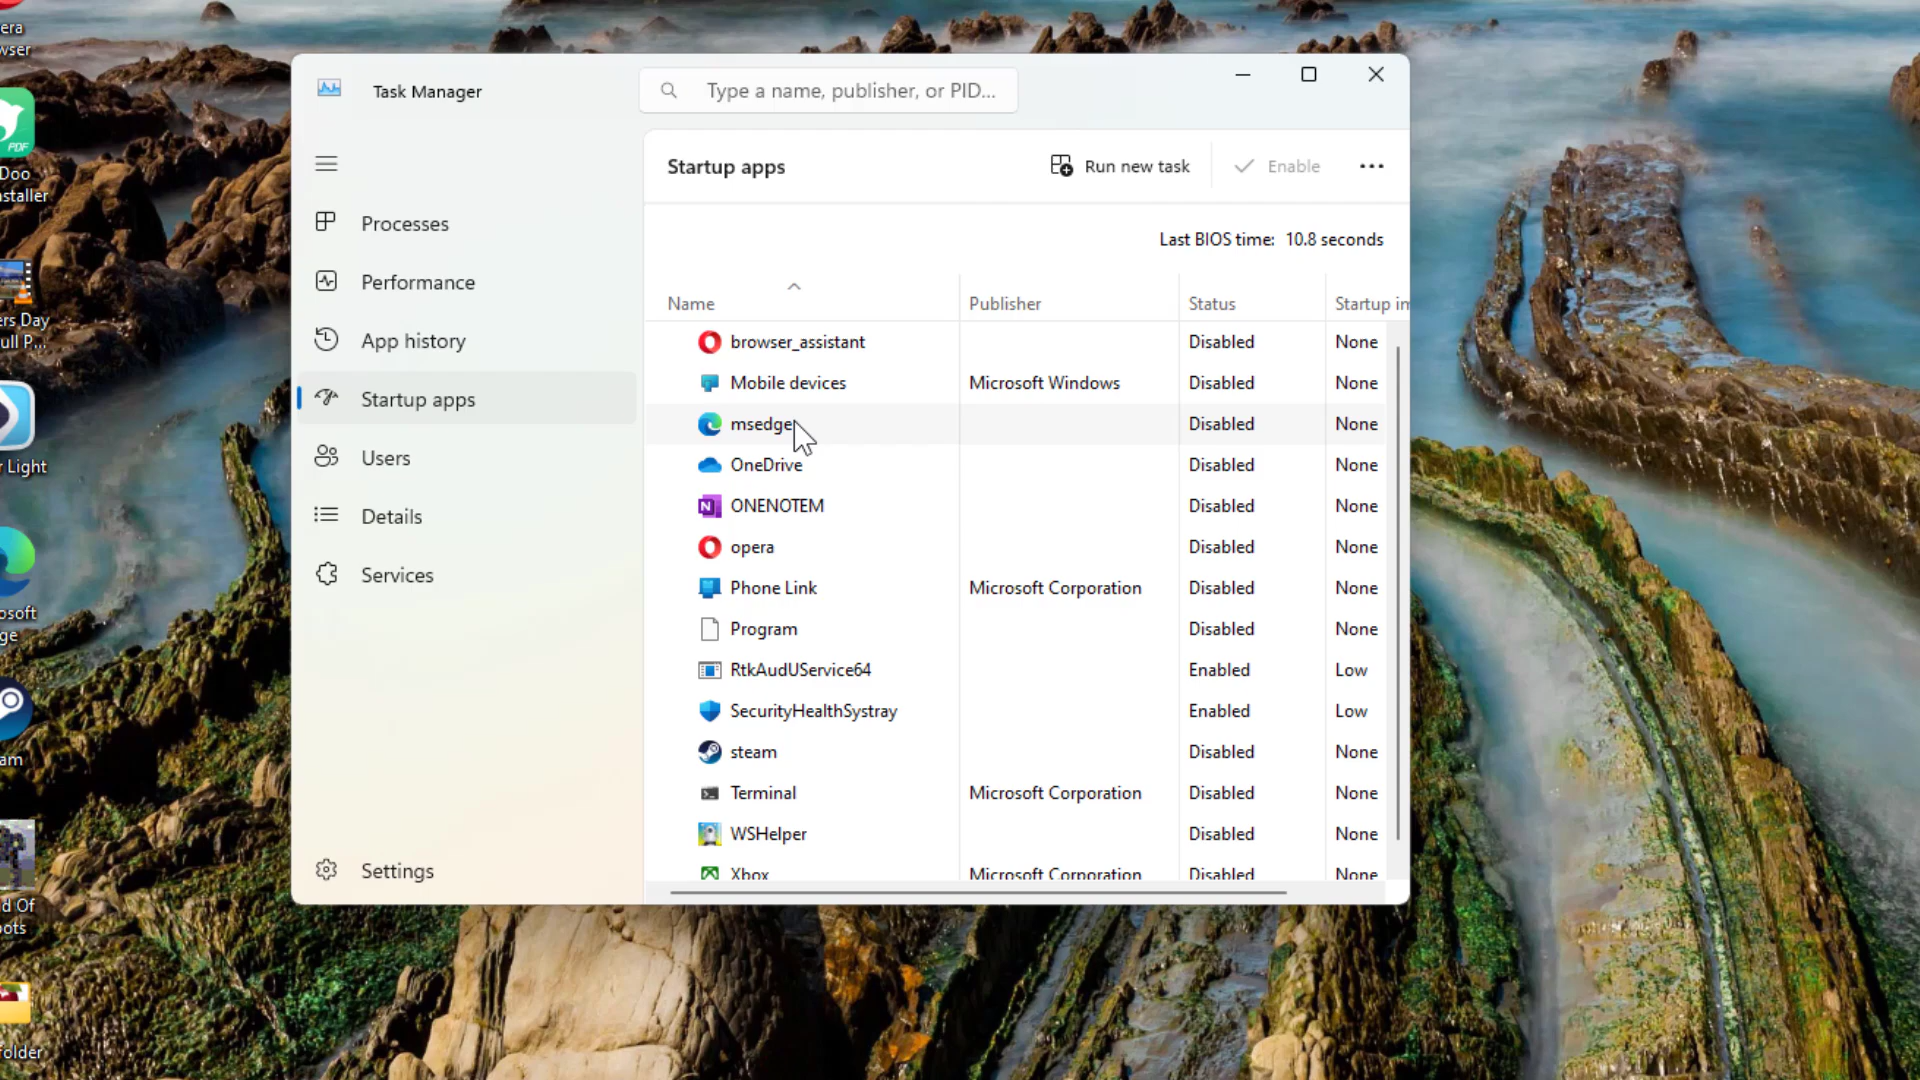 era
wser
PDF
Doo
nstaller
ers Day
ull P...
r Light
osoft
ge
am
d Of
oots
folder
Task Manager
Type a name, publisher, or PID...
Startup apps
Run new task
Enable
Processes
Performance
App history
Startup apps
Users
Details
Services
Settings
Last BIOS time: 10.8 seconds
Name Publisher Status Startup im
browser_assistant Disabled None
Mobile devices Microsoft Windows Disabled None
msedge Disabled None
OneDrive Disabled None
ONENOTEM Disabled None
opera Disabled None
Phone Link Microsoft Corporation Disabled None
Program Disabled None
RtkAudUService64 Enabled Low
SecurityHealthSystray Enabled Low
steam Disabled None
Terminal Microsoft Corporation Disabled None
WSHelper Disabled None
Xbox Microsoft Corporation Disabled None